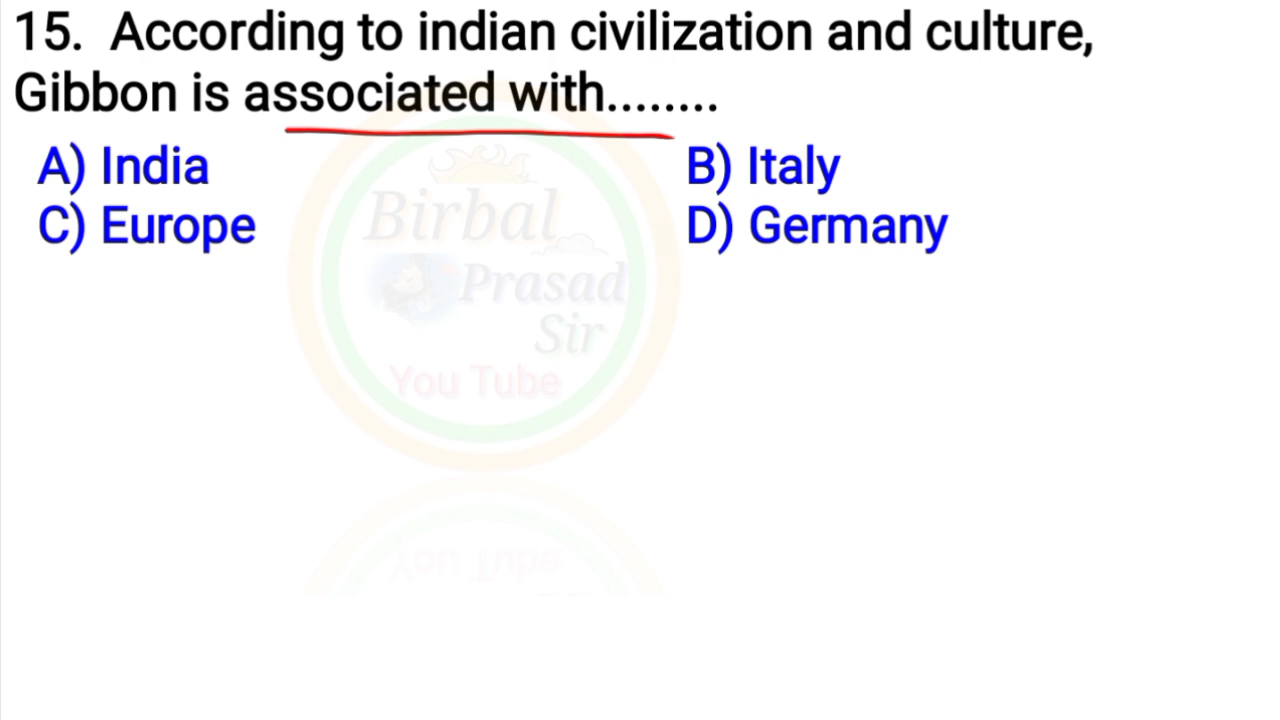 15. According to indian civilization and culture,
Gibbon is associated with........
A) India
B) Italy
C) Europe
D) Germany
Birbal
Prasad
Sir
You Tube